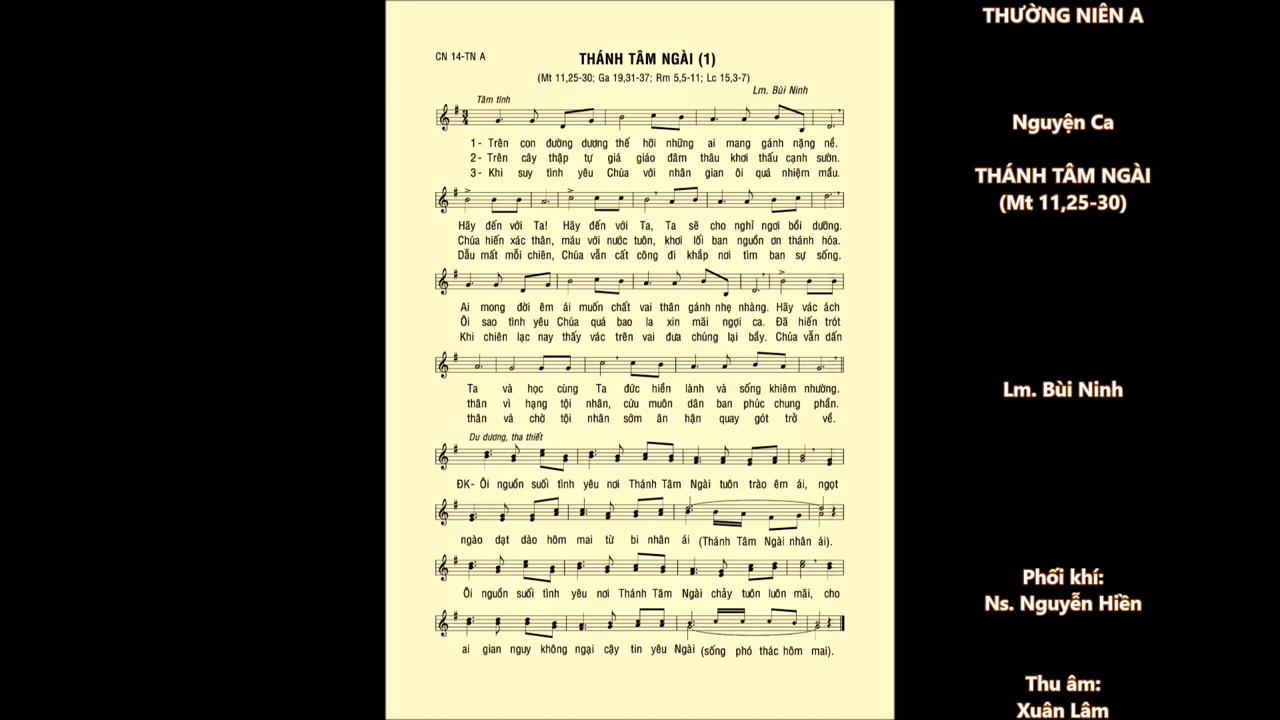 CN 14-TN A
THÁNH TÂM NGÀI (1)
(Mt 11,25-30; Ga 19,31-37; Rm 5,5-11; Lc 15,3-7)
Lm. Bùi Ninh
Tâm tình
1- Trên con đường dương thế hỡi những ai mang gánh nặng nề.
2- Trên cây thập tự giá giáo đâm thâu khơi thấu cạnh sườn.
3- Khi suy tình yêu Chúa với nhân gian ôi quá nhiệm mầu.
Hãy đến với Ta! Hãy đến với Ta, Ta sẽ cho nghỉ ngơi bồi dưỡng.
Chúa hiến xác thân, máu với nước tuôn, khơi lối ban nguồn ơn thánh hóa.
Dẫu mất mỗi chiên, Chúa vẫn cất công đi khắp nơi tìm ban sự sống.
Ai mong đời êm ái muốn chất vai thân gánh nhẹ nhàng. Hãy vác ách
Ôi sao tình yêu Chúa quá bao la xin mãi ngợi ca. Đã hiến trót
Khi chiên lạc nay thấy vác trên vai đưa chúng lại bầy. Chúa vẫn dấn
Ta và học cùng Ta đức hiền lành và sống khiêm nhường.
thân vì hạng tội nhân, cứu muôn dân ban phúc chung phần.
thân và chờ tội nhân sớm ăn hận quay gót trở về.
Du dương, tha thiết
ĐK- Ôi nguồn suối tình yêu nơi Thánh Tâm Ngài tuôn trào êm ái, ngọt
ngào dạt dào hôm mai từ bi nhân ái (Thánh Tâm Ngài nhân ái).
Ôi nguồn suối tình yêu nơi Thánh Tâm Ngài chảy tuôn luôn mãi, cho
ai gian nguy không ngại cậy tin yêu Ngài (sống phó thác hôm mai).
THƯỜNG NIÊN A
Nguyện Ca
THÁNH TÂM NGÀI
(Mt 11,25-30)
Lm. Bùi Ninh
Phối khí:
Ns. Nguyễn Hiền
Thu âm:
Xuân Lâm